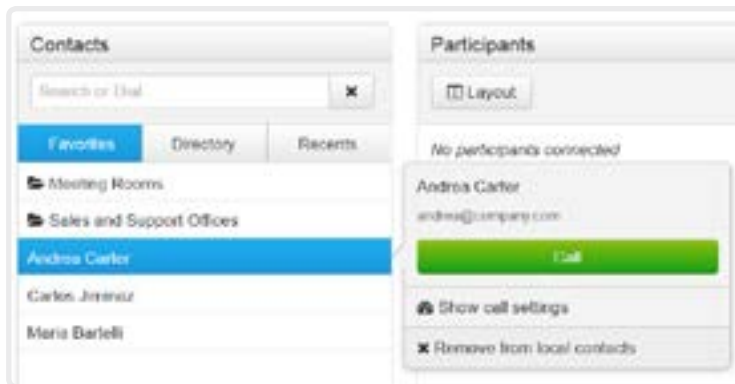 Contacts
Search or Dial
Favorites Directory Recents
Meeting Rooms
Sales and Support Offices
Andrea Carter
Carlos Jiminez
Maria Bartelli
Participants
Layout
No participants connected
Andrea Carter
andrea@company.com
Call
Show call settings
Remove from local contacts